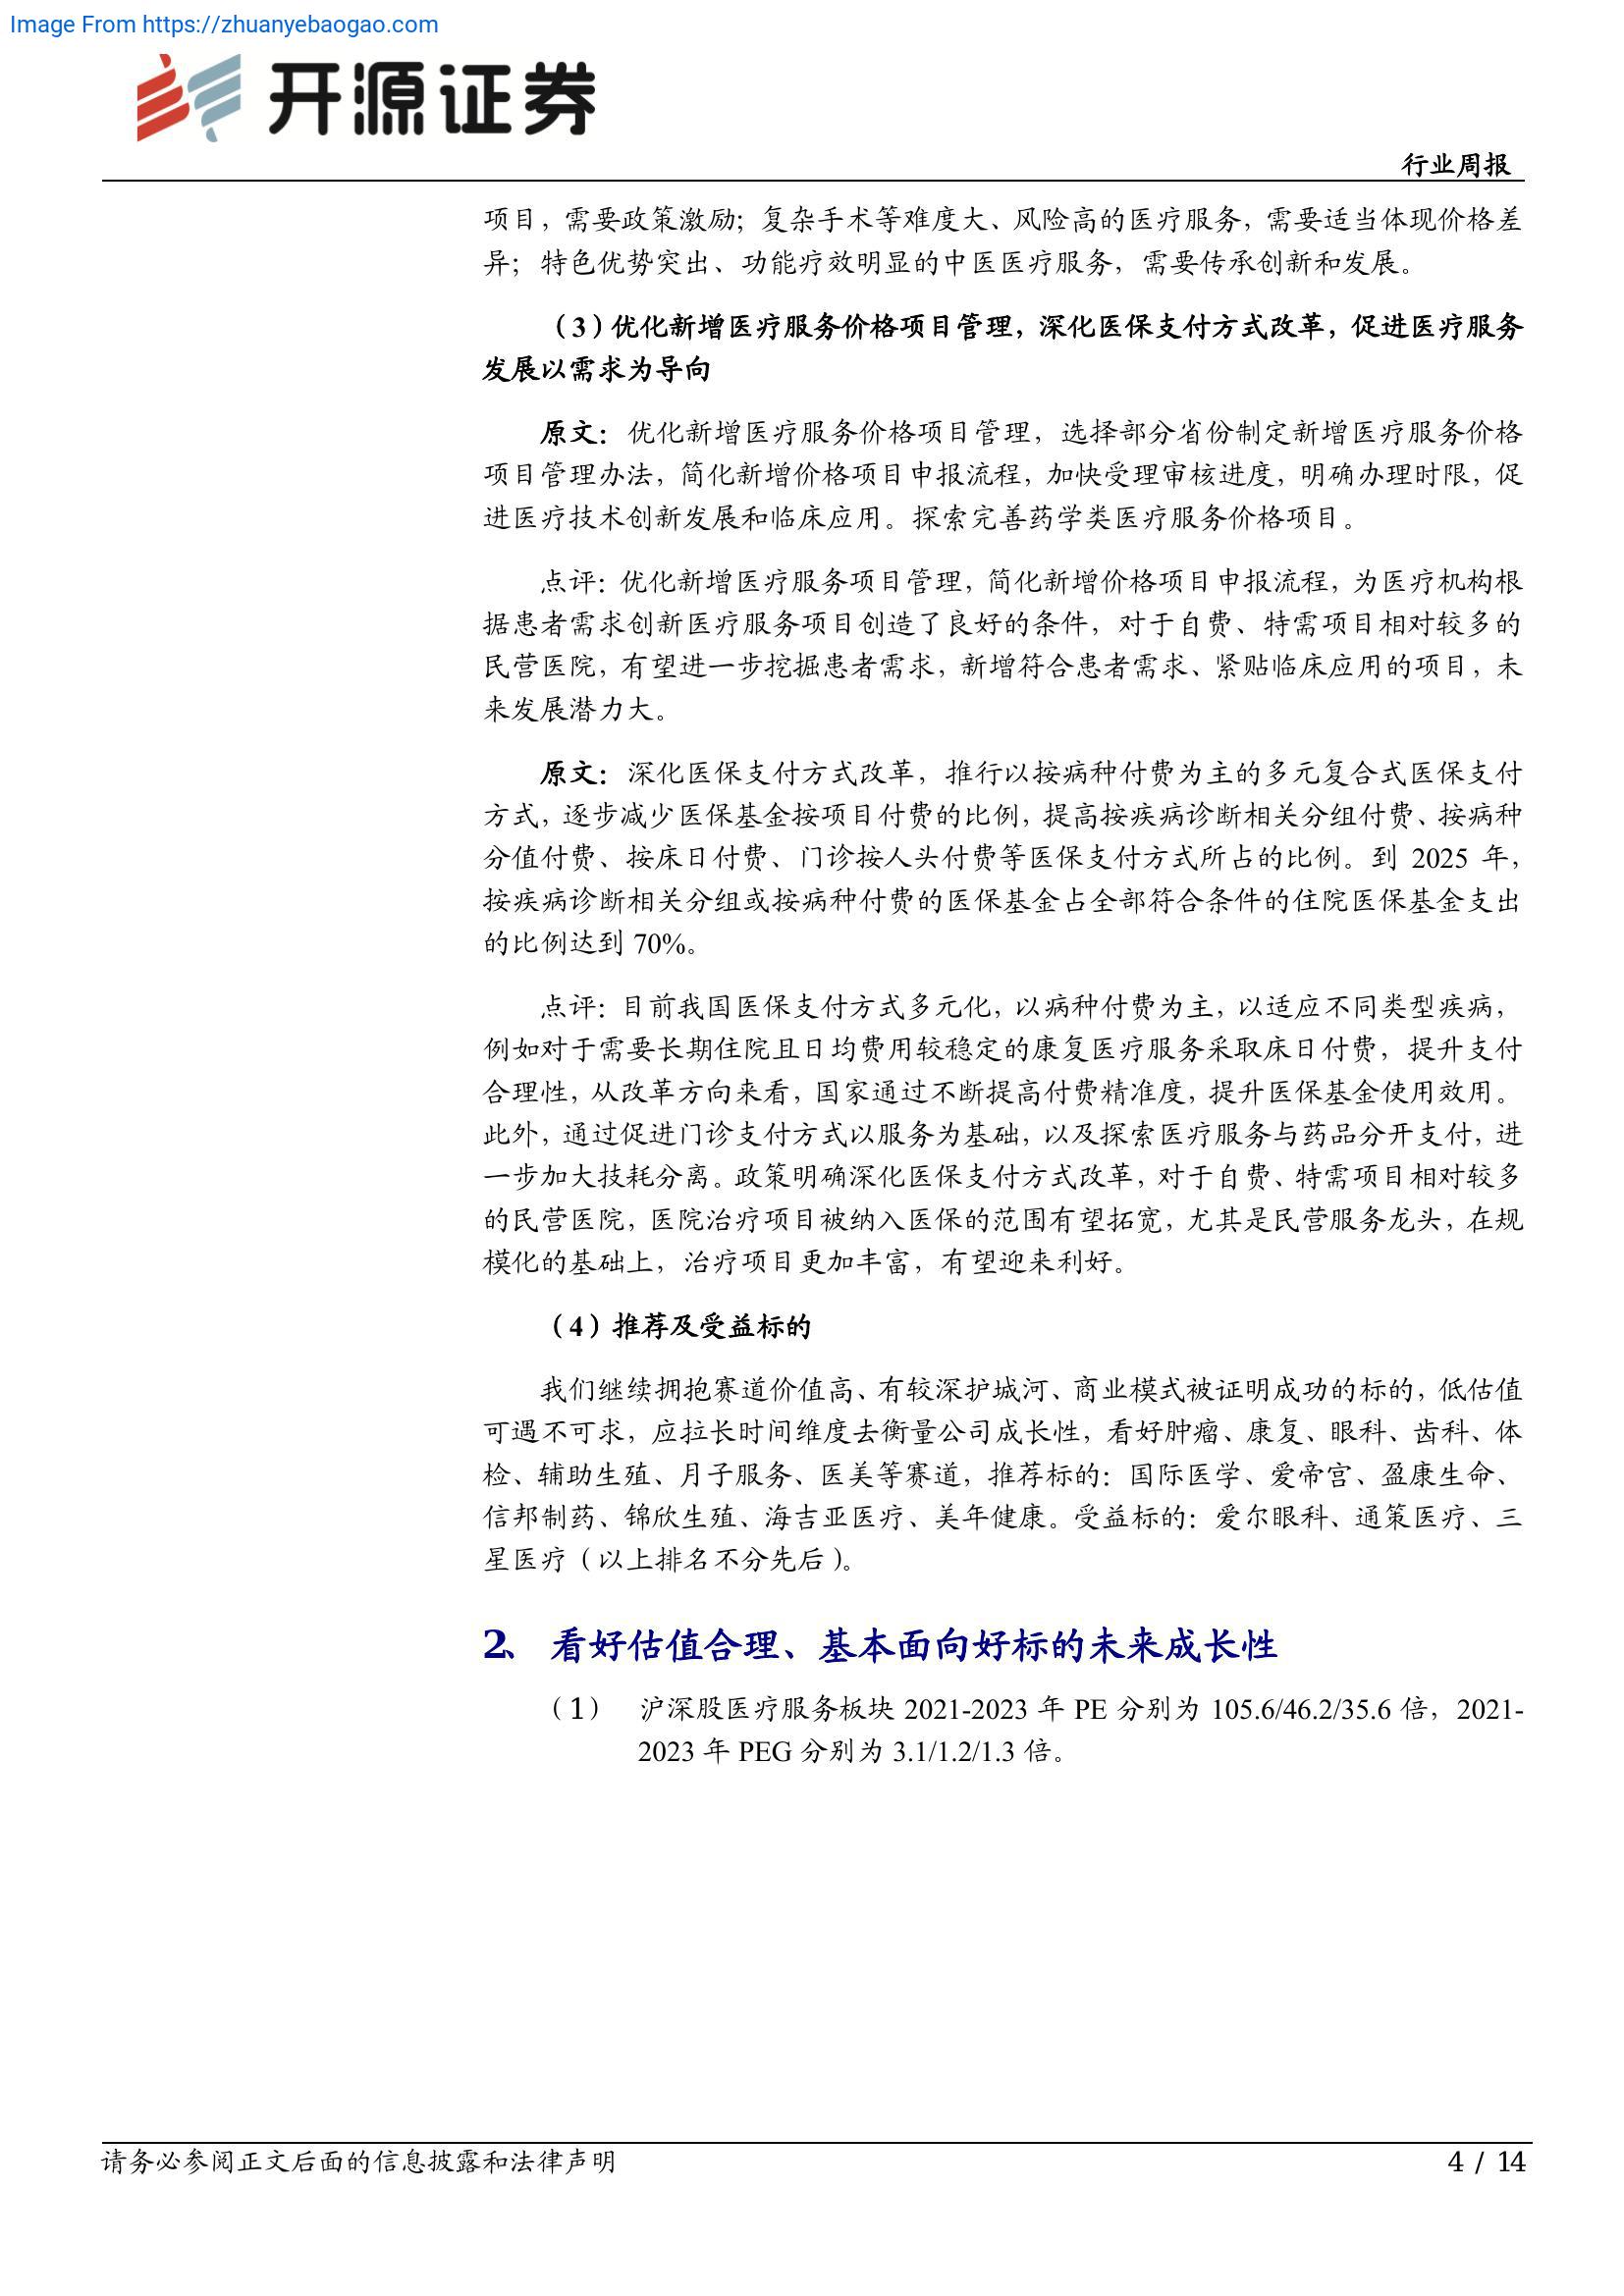 Image From https://zhuanyebaogao.com
开源证券
行业周报
项目，需要政策激励；复杂手术等难度大、风险高的医疗服务，需要适当体现价格差
异；特色优势突出、功能疗效明显的中医医疗服务，需要传承创新和发展。
（3）优化新增医疗服务价格项目管理，深化医保支付方式改革，促进医疗服务
发展以需求为导向
原文：优化新增医疗服务价格项目管理，选择部分省份制定新增医疗服务价格
项目管理办法，简化新增价格项目申报流程，加快受理审核进度，明确办理时限，促
进医疗技术创新发展和临床应用。探索完善药学类医疗服务价格项目。
点评：优化新增医疗服务项目管理，简化新增价格项目申报流程，为医疗机构根
据患者需求创新医疗服务项目创造了良好的条件，对于自费、特需项目相对较多的
民营医院，有望进一步挖掘患者需求，新增符合患者需求、紧贴临床应用的项目，未
来发展潜力大。
原文：深化医保支付方式改革，推行以按病种付费为主的多元复合式医保支付
方式，逐步减少医保基金按项目付费的比例，提高按疾病诊断相关分组付费、按病种
分值付费、按床日付费、门诊按人头付费等医保支付方式所占的比例。到 2025 年，
按疾病诊断相关分组或按病种付费的医保基金占全部符合条件的住院医保基金支出
的比例达到 70%。
点评：目前我国医保支付方式多元化，以病种付费为主，以适应不同类型疾病，
例如对于需要长期住院且日均费用较稳定的康复医疗服务采取床日付费，提升支付
合理性，从改革方向来看，国家通过不断提高付费精准度，提升医保基金使用效用。
此外，通过促进门诊支付方式以服务为基础，以及探索医疗服务与药品分开支付，进
一步加大技耗分离。政策明确深化医保支付方式改革，对于自费、特需项目相对较多
的民营医院，医院治疗项目被纳入医保的范围有望拓宽，尤其是民营服务龙头，在规
模化的基础上，治疗项目更加丰富，有望迎来利好。
（4）推荐及受益标的
我们继续拥抱赛道价值高、有较深护城河、商业模式被证明成功的标的，低估值
可遇不可求，应拉长时间维度去衡量公司成长性，看好肿瘤、康复、眼科、齿科、体
检、辅助生殖、月子服务、医美等赛道，推荐标的：国际医学、爱帝宫、盈康生命、
信邦制药、锦欣生殖、海吉亚医疗、美年健康。受益标的：爱尔眼科、通策医疗、三
星医疗（以上排名不分先后）。
2、 看好估值合理、基本面向好标的未来成长性
（1） 沪深股医疗服务板块 2021-2023 年 PE 分别为 105.6/46.2/35.6 倍，2021-
2023 年 PEG 分别为 3.1/1.2/1.3 倍。
请务必参阅正文后面的信息披露和法律声明
4 / 14